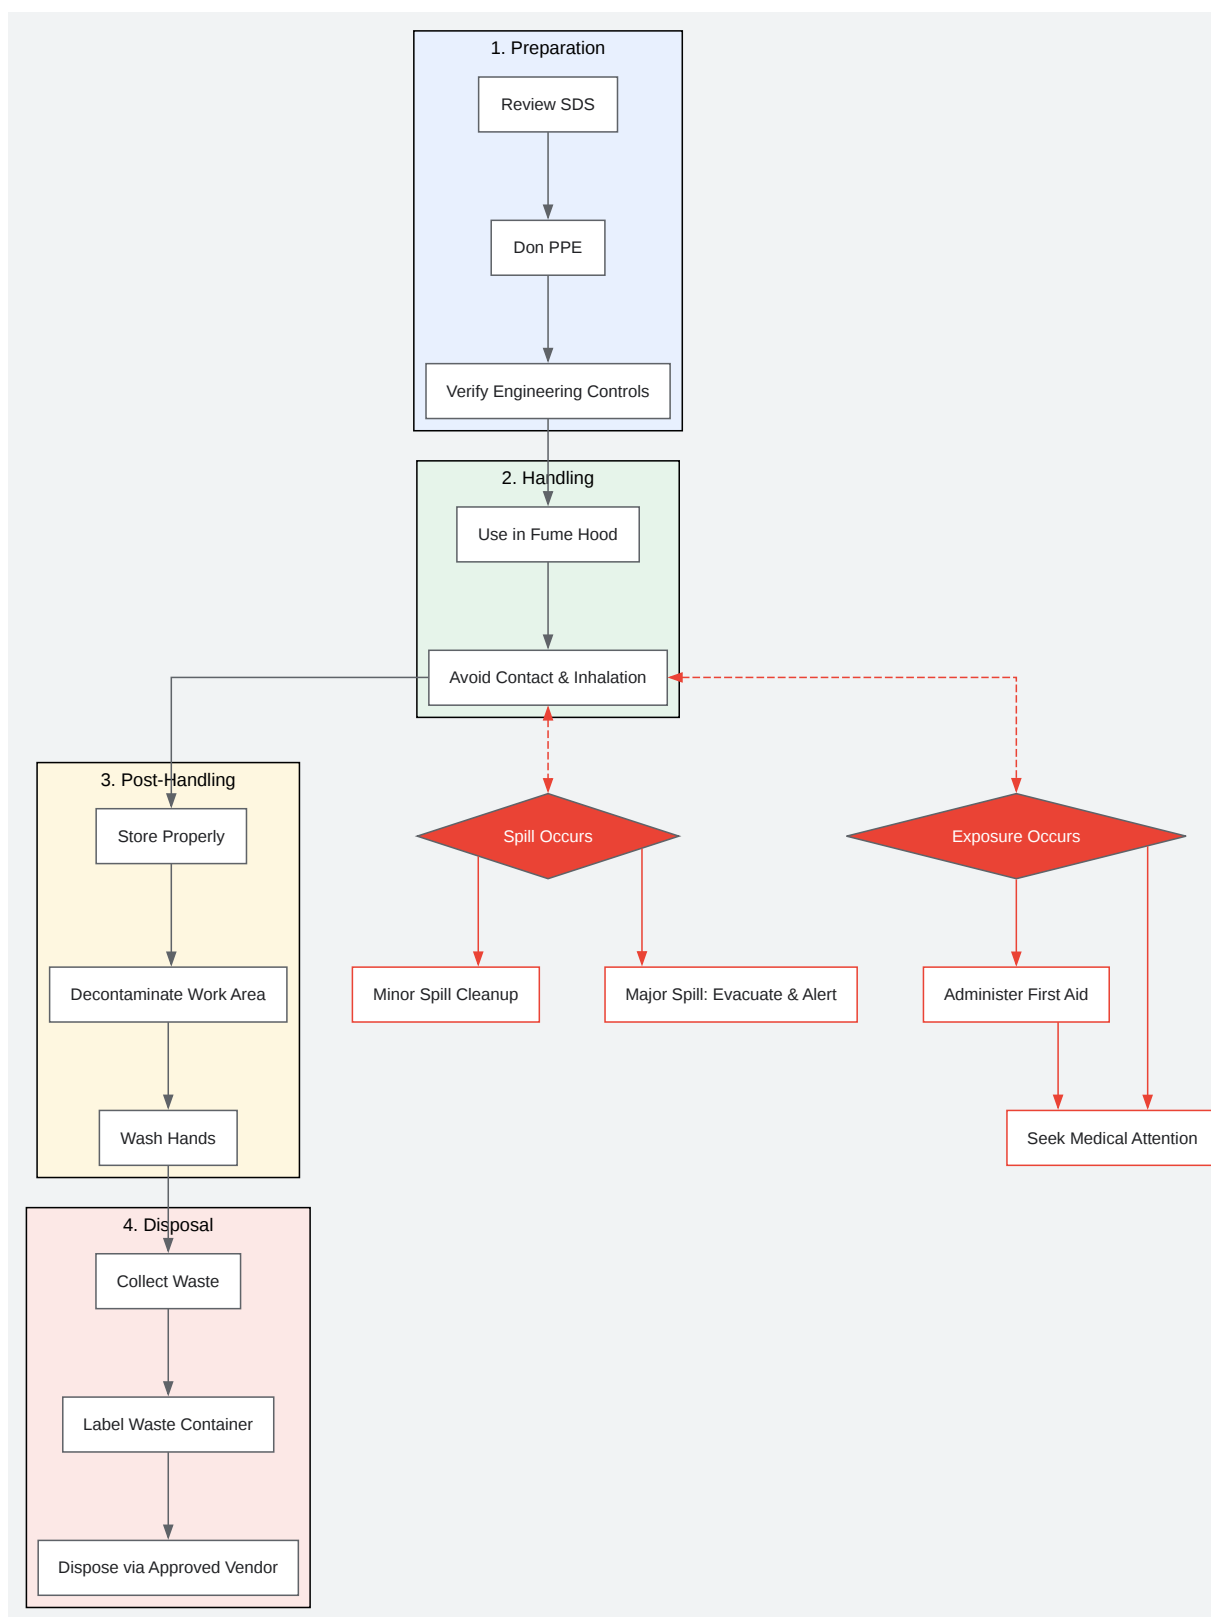 1. Preparation
Review SDS
Don PPE
Verify Engineering Controls
2. Handling
Use in Fume Hood
Avoid Contact & Inhalation
3. Post-Handling
Store Properly
Spill Occurs
Exposure Occurs
Decontaminate Work Area
Minor Spill Cleanup
Major Spill: Evacuate & Alert
Administer First Aid
Wash Hands
Seek Medical Attention
4. Disposal
Collect Waste
Label Waste Container
Dispose via Approved Vendor